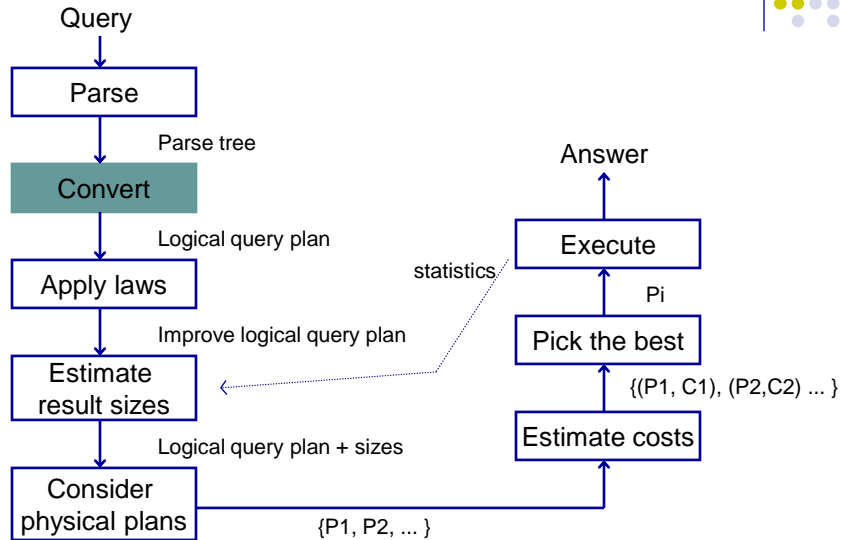 Query
Parse
Parse tree
Convert
Logical query plan
Apply laws
Improve logical query plan
Estimate
result sizes
Logical query plan + sizes
Consider
physical plans
{P1, P2, ... }
Estimate costs
{(P1, C1), (P2,C2) ... }
Pick the best
Pi
Execute
statistics
Answer